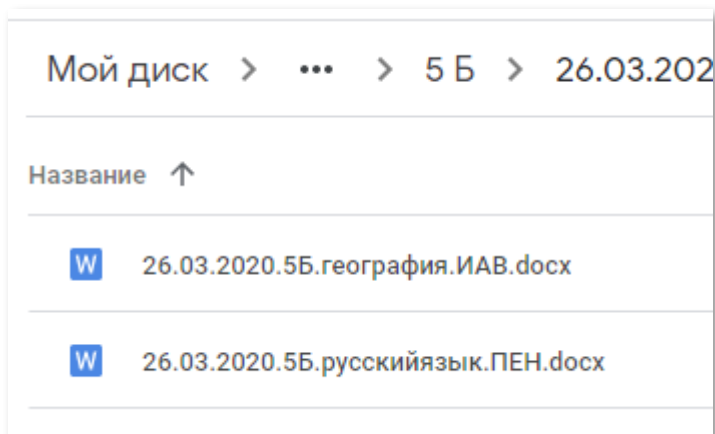 Мой диск > ••• > 5 Б > 26.03.202
Название ↑
W 26.03.2020.5Б.география.ИАВ.docx
W 26.03.2020.5Б.русскийязык.ПЕН.docx